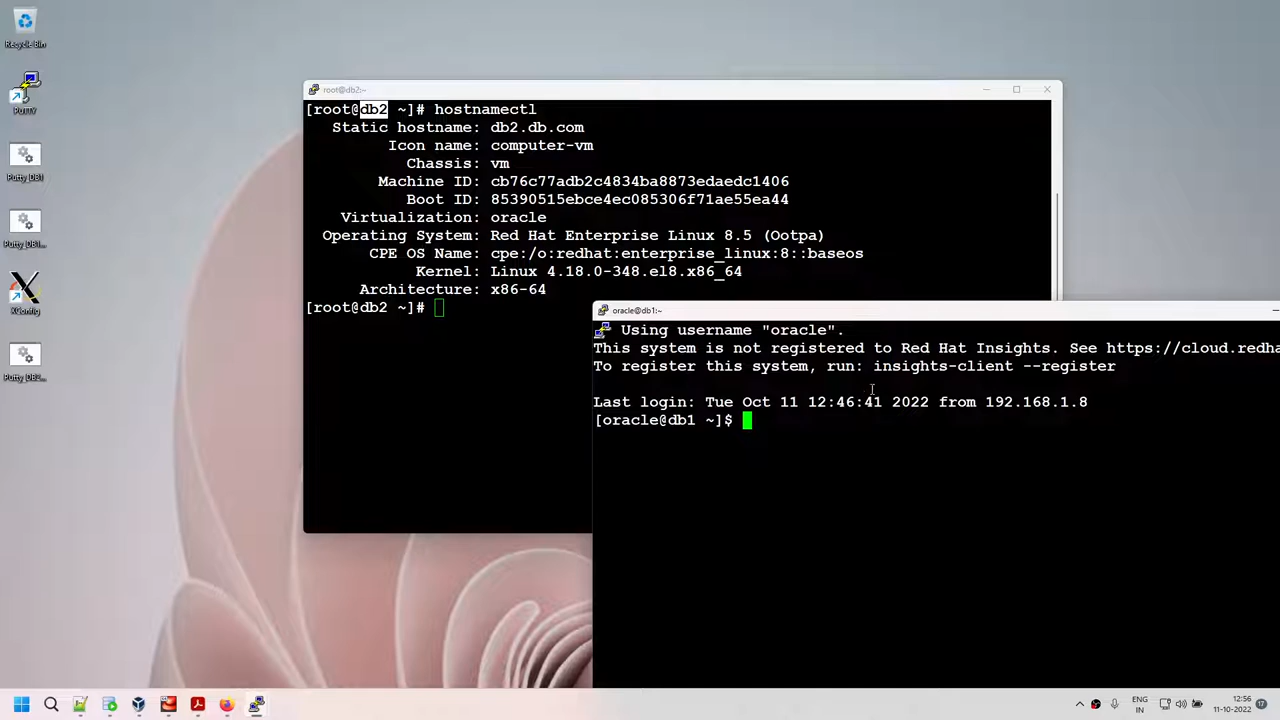 Recycle Bin
PuTTY
Putty_DB1
Putty_DB1...
XConfig
Putty_DB2...
root@db2:~
[root@db2 ~]# hostnamectl
Static hostname: db2.db.com
Icon name: computer-vm
Chassis: vm
Machine ID: cb76c77adb2c4834ba8873edaedc1406
Boot ID: 85390515ebce4ec085306f71ae55ea44
Virtualization: oracle
Operating System: Red Hat Enterprise Linux 8.5 (Ootpa)
CPE OS Name: cpe:/o:redhat:enterprise_linux:8::baseos
Kernel: Linux 4.18.0-348.el8.x86_64
Architecture: x86-64
[root@db2 ~]#
oracle@db1:~
Using username "oracle".
This system is not registered to Red Hat Insights. See https://cloud.redha
To register this system, run: insights-client --register
Last login: Tue Oct 11 12:46:41 2022 from 192.168.1.8
[oracle@db1 ~]$
ENG
IN
12:56
11-10-2022